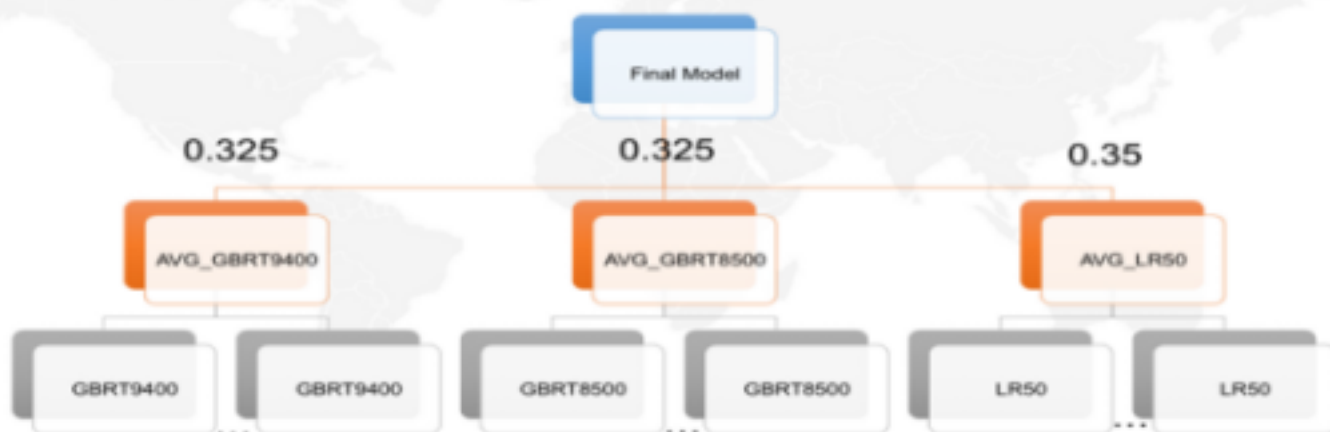 Final Model
0.325 0.325 0.35
AVG_GBRT9400 AVG_GBRT8500 AVG_LR50
GBRT9400 GBRT9400 GBRT8500 GBRT8500 LR50 LR50
... ... ...